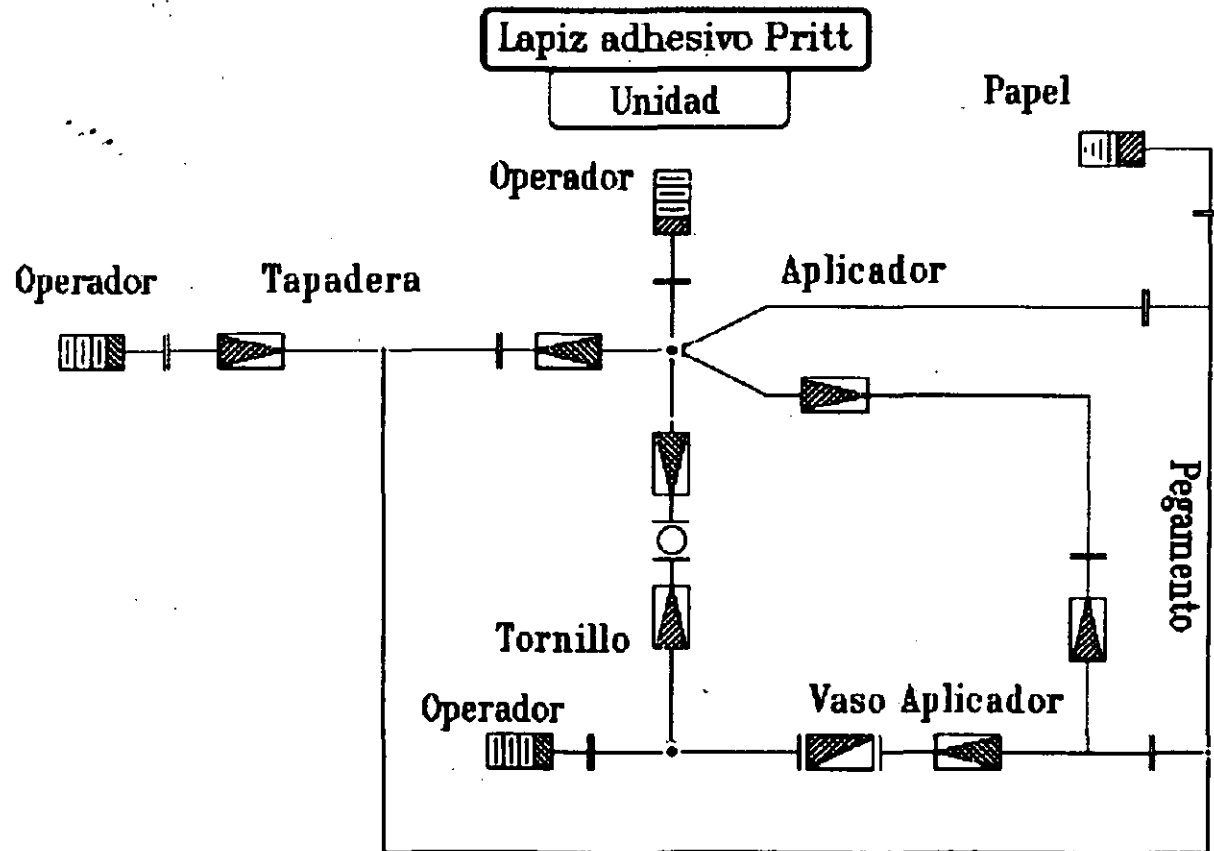 Lapiz adhesivo Pritt
Unidad
Papel
Operador
Operador
Tapadera
Aplicador
Pegamento
Tornillo
Operador
Vaso Aplicador